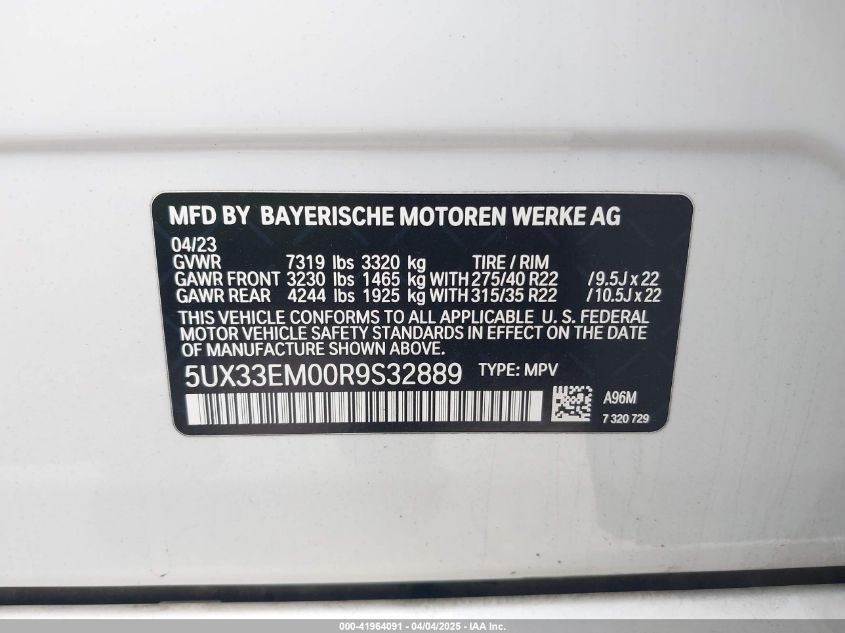 MFD BY BAYERISCHE MOTOREN WERKE AG
04/23
GVWR 7319 lbs 3320 kg TIRE / RIM
GAWR FRONT 3230 lbs 1465 kg WITH 275/40 R22 /9.5J x 22
GAWR REAR 4244 lbs 1925 kg WITH 315/35 R22 /10.5J x 22
THIS VEHICLE CONFORMS TO ALL APPLICABLE U. S. FEDERAL
MOTOR VEHICLE SAFETY STANDARDS IN EFFECT ON THE DATE
OF MANUFACTURE SHOWN ABOVE.
5UX33EM00R9S32889 TYPE: MPV
A96M
7 320 729
000-41964091 - 04/04/2025 - IAA Inc.